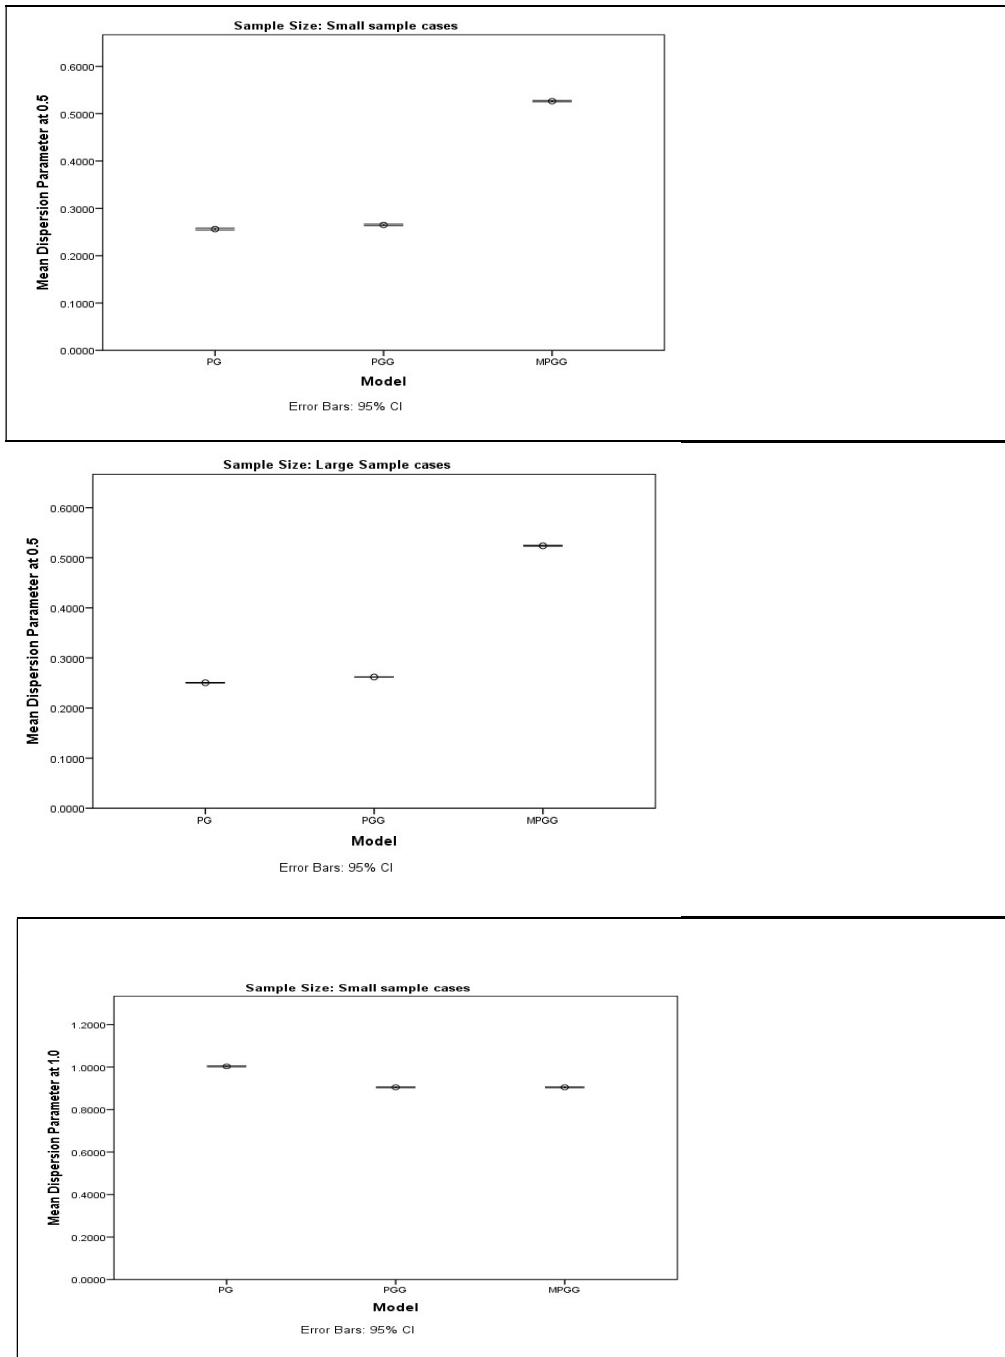 Sample Size: Small sample cases
Mean Dispersion Parameter at 0.5
0.6000
0.5000
0.4000
0.3000
0.2000
0.1000
0.0000
PG PGG MPGG
Model
Error Bars: 95% CI
Sample Size: Large Sample cases
Mean Dispersion Parameter at 0.5
0.6000
0.5000
0.4000
0.3000
0.2000
0.1000
0.0000
PG PGG MPGG
Model
Error Bars: 95% CI
Sample Size: Small sample cases
Mean Dispersion Parameter at 1.0
1.2000
1.0000
0.8000
0.6000
0.4000
0.2000
0.0000
PG PGG MPGG
Model
Error Bars: 95% CI